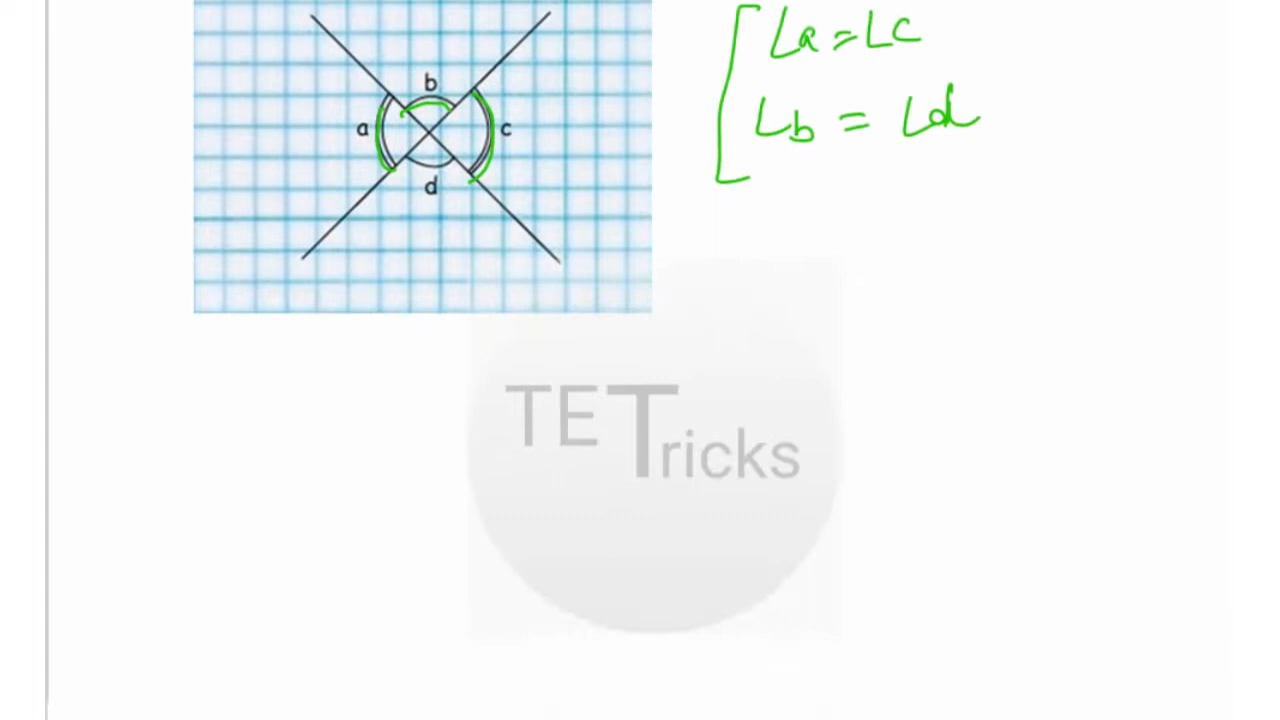 ∠a = ∠c
b
∠b = ∠d
a
c
d
TETricks